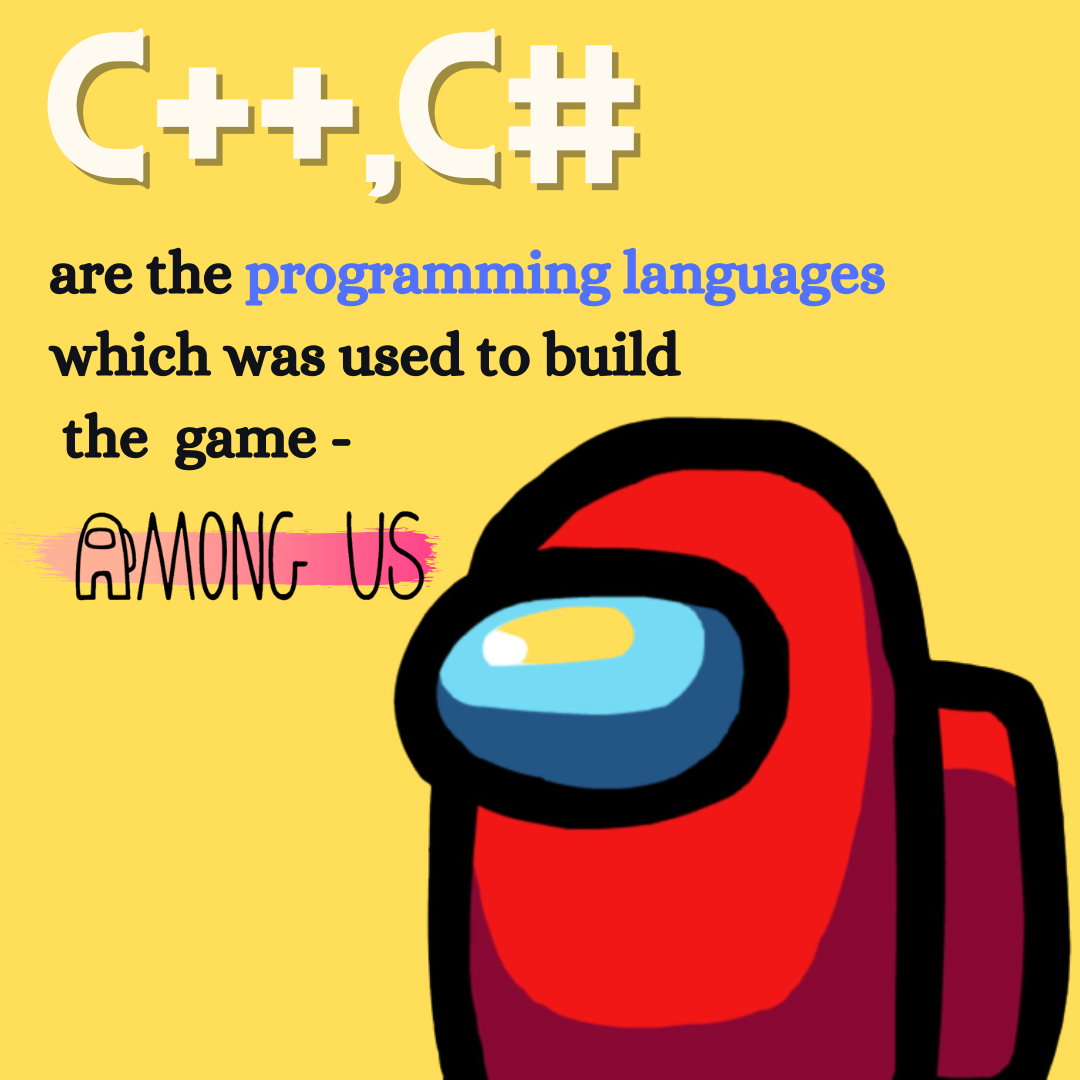 C++,C#
are the programming languages
which was used to build
the game -
AMONG US